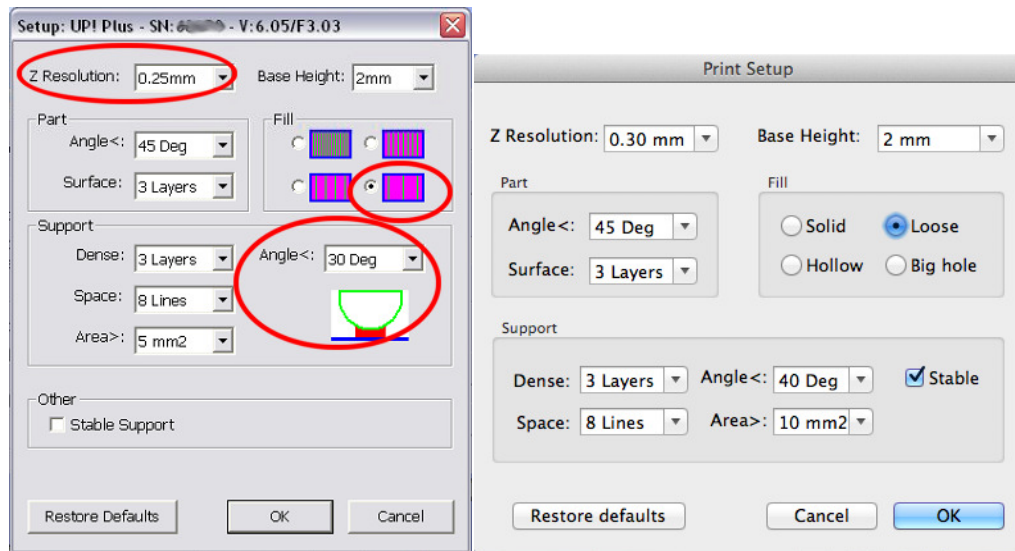 Setup: UP! Plus - SN: - V:6.05/F3.03
Z Resolution: 0.25mm Base Height: 2mm
Part Fill
Angle<: 45 Deg
Surface: 3 Layers
Support
Dense: 3 Layers Angle<: 30 Deg
Space: 8 Lines
Area>: 5 mm2
Other
Stable Support
Restore Defaults OK Cancel
Print Setup
Z Resolution: 0.30 mm Base Height: 2 mm
Part Fill
Angle<: 45 Deg Solid Loose
Surface: 3 Layers Hollow Big hole
Support
Dense: 3 Layers Angle<: 40 Deg Stable
Space: 8 Lines Area>: 10 mm2
Restore defaults Cancel OK